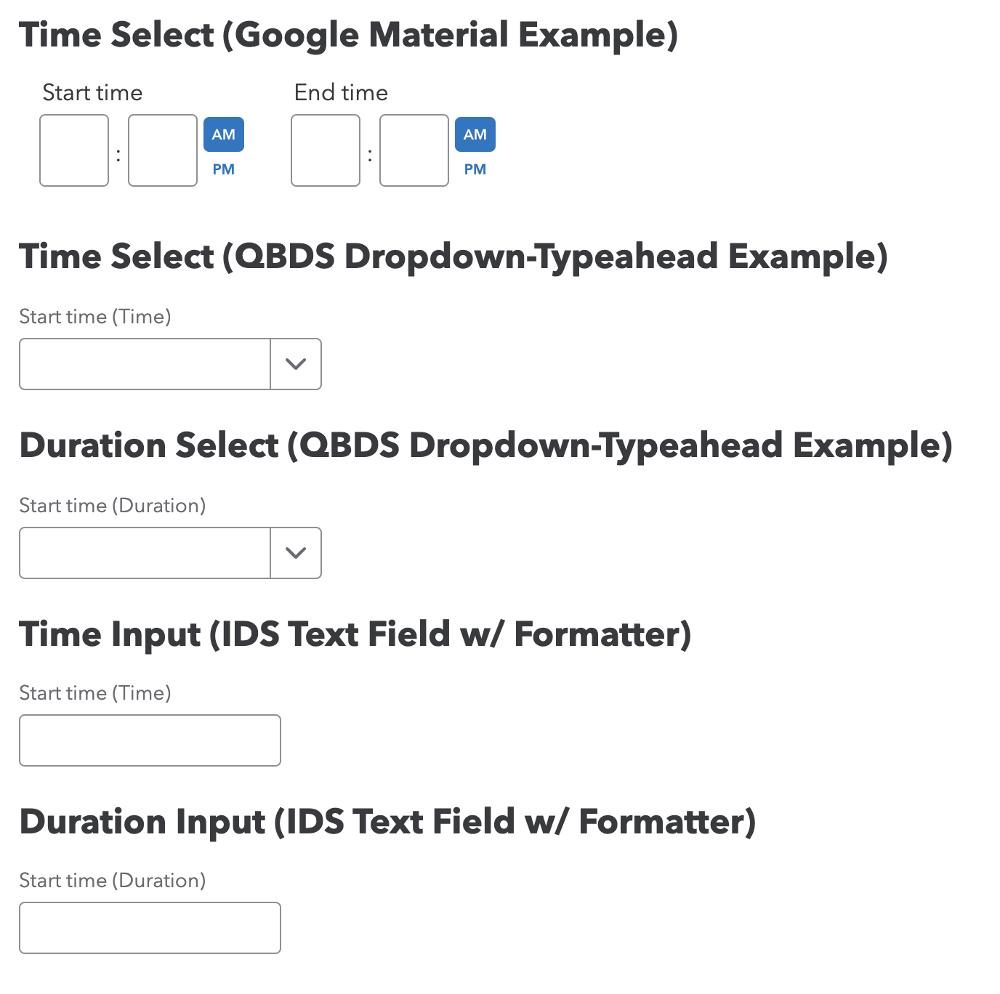 Time Select (Google Material Example)
Start time End time
: AM : AM
PM PM
Time Select (QBDS Dropdown-Typeahead Example)
Start time (Time)
Duration Select (QBDS Dropdown-Typeahead Example)
Start time (Duration)
Time Input (IDS Text Field w/ Formatter)
Start time (Time)
Duration Input (IDS Text Field w/ Formatter)
Start time (Duration)